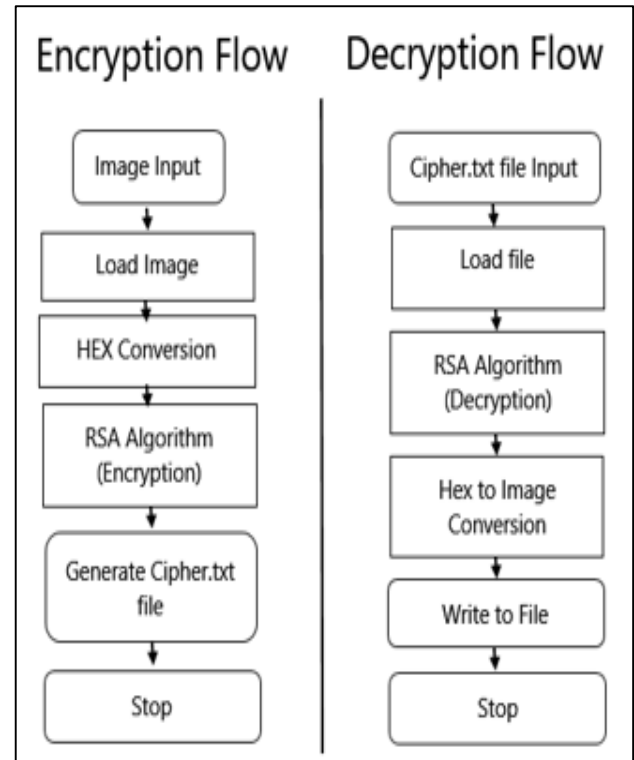 Encryption Flow
Image Input
Load Image
HEX Conversion
RSA Algorithm
(Encryption)
Generate Cipher.txt
file
Stop
Decryption Flow
Cipher.txt file Input
Load file
RSA Algorithm
(Decryption)
Hex to Image
Conversion
Write to File
Stop